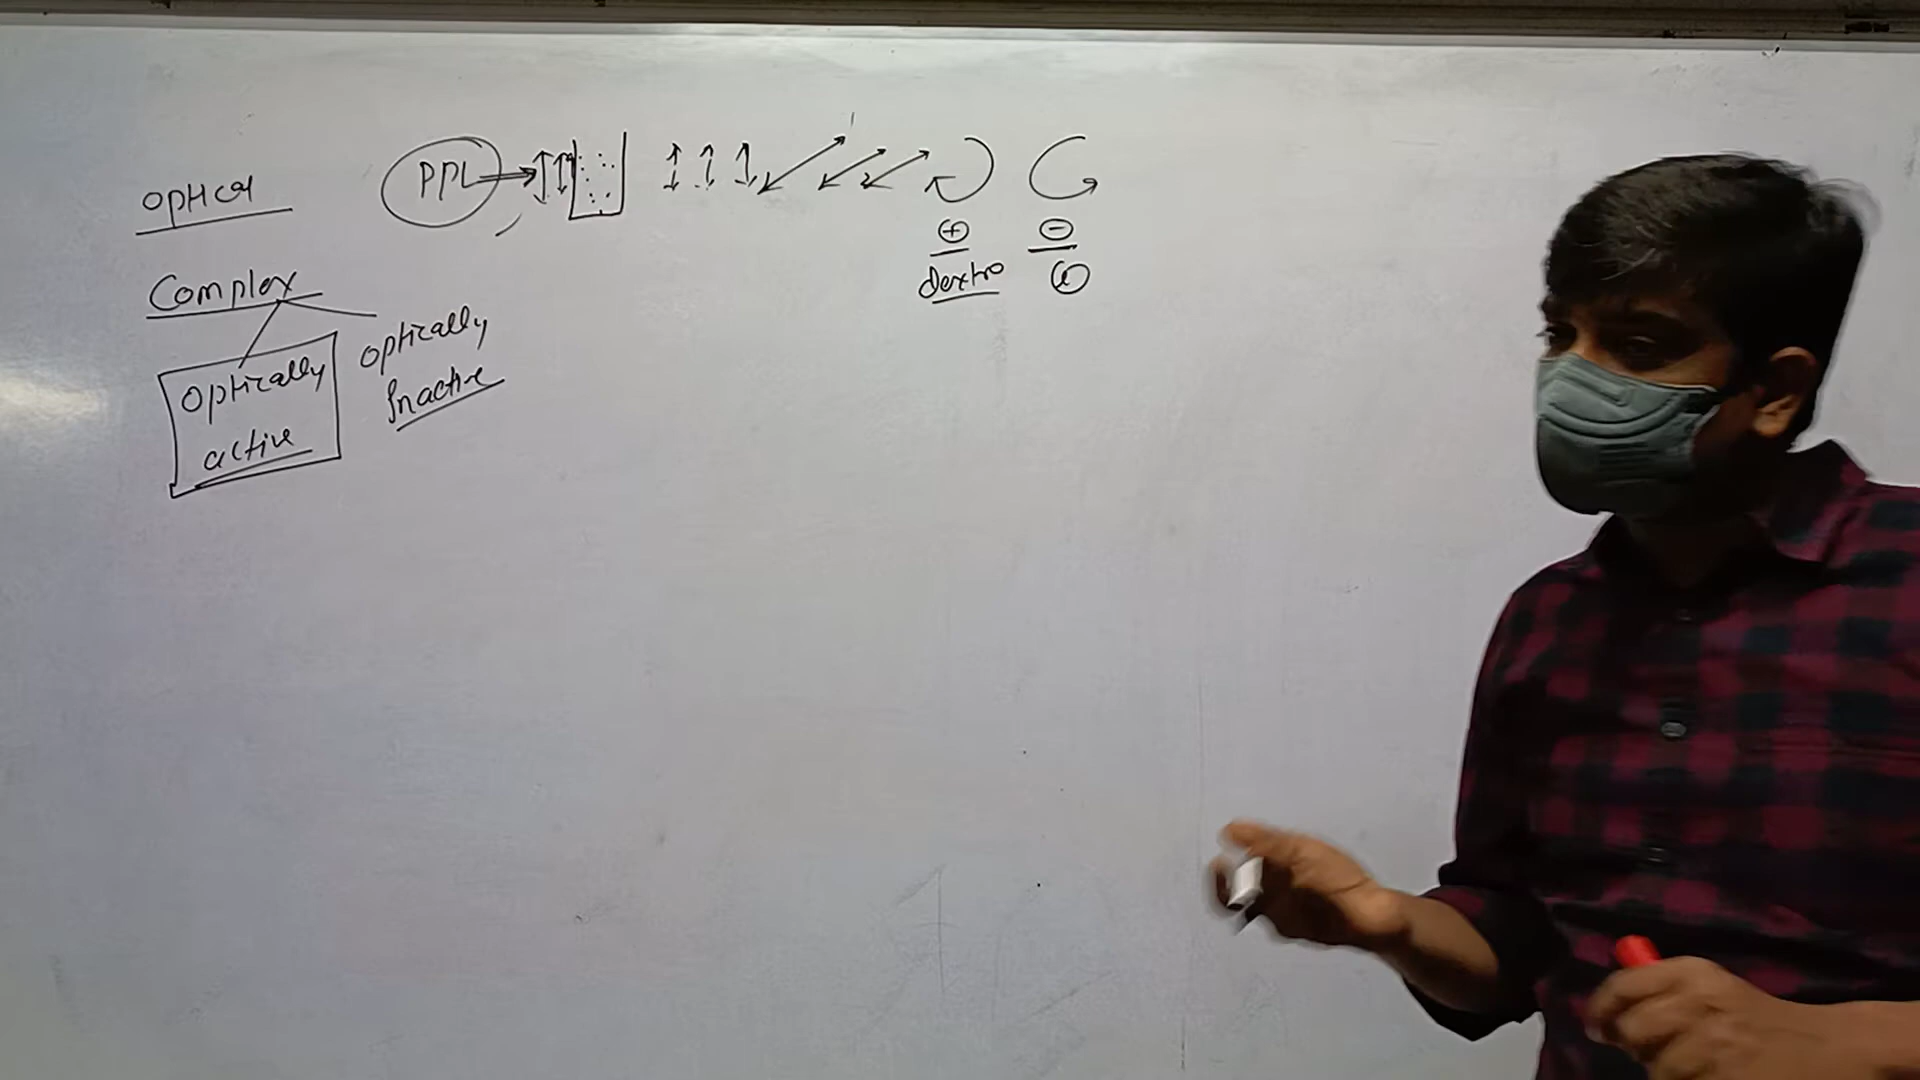 optical
PPL
⊕ ⊖
dextro (l)
Complex
optically
active
optically
Inactive